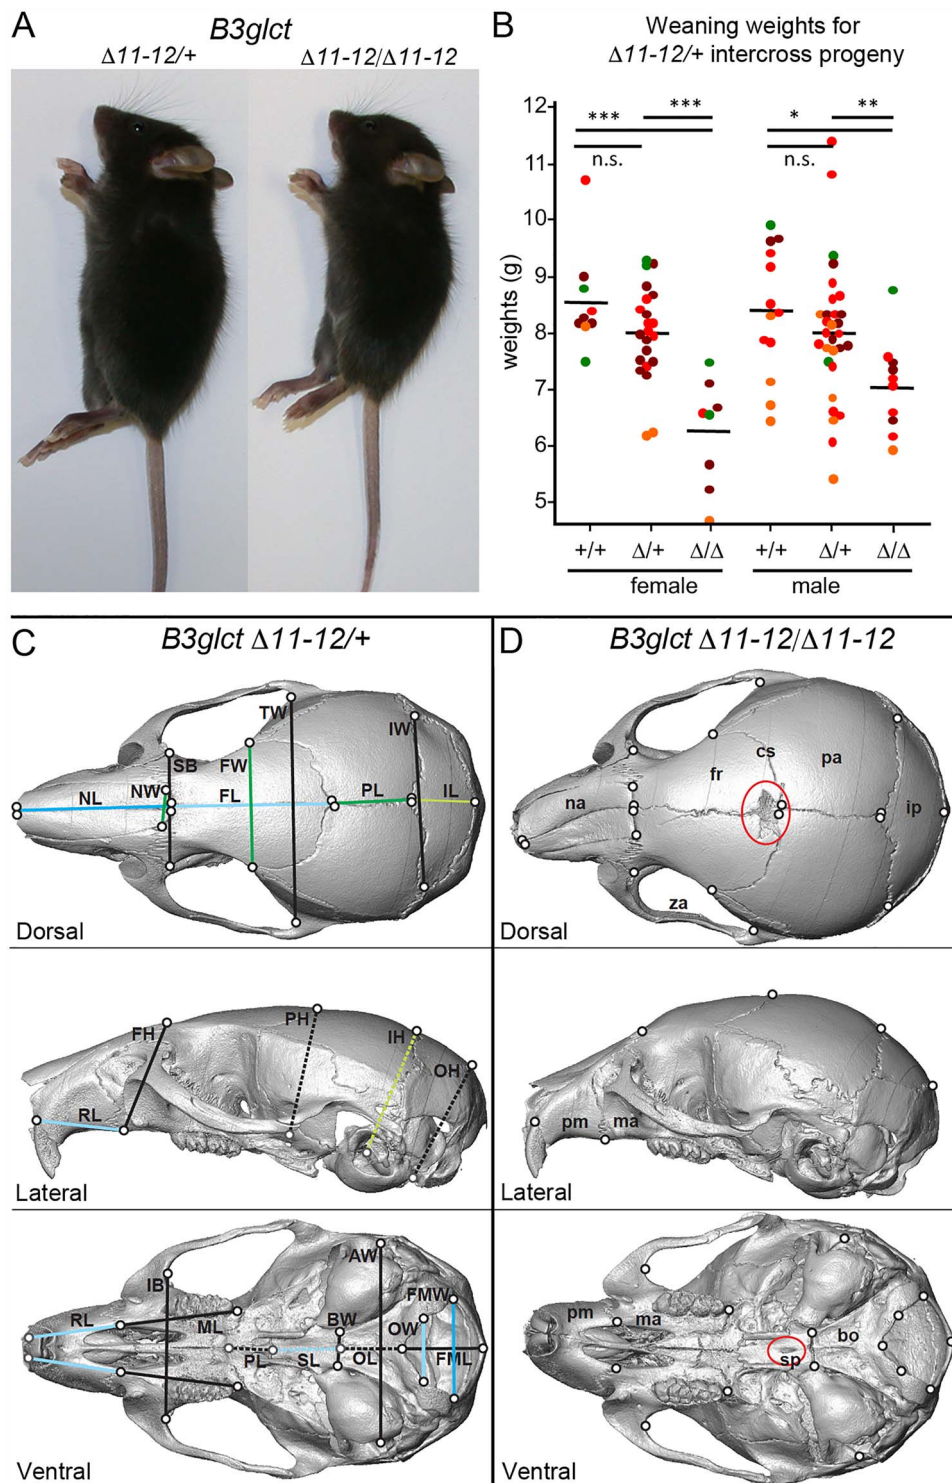 A
B3glct
Δ11-12/+
Δ11-12/Δ11-12
B
Weaning weights for
Δ11-12/+ intercross progeny
weights (g)
12
11
10
9
8
7
6
5
***
***
n.s.
*
**
n.s.
+/+
Δ/+
Δ/Δ
+/+
Δ/+
Δ/Δ
female
male
C
B3glct Δ11-12/+
TW
IW
SB
FW
NW
NL
FL
PL
IL
Dorsal
PH
FH
IH
OH
RL
Lateral
AW
IB
FMW
RL
BW
OW
ML
PL
SL
OL
FML
Ventral
D
B3glct Δ11-12/Δ11-12
cs
pa
fr
na
ip
za
Dorsal
pm
ma
Lateral
pm
ma
bo
sp
Ventral